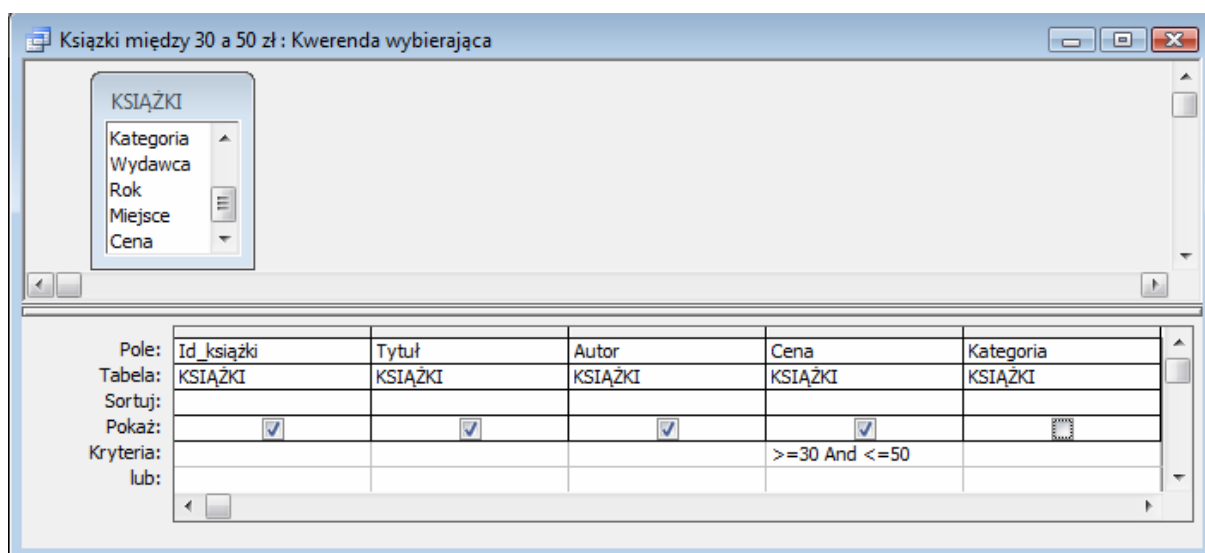 Ksiązki między 30 a 50 zł : Kwerenda wybierająca
KSIĄŻKI
Kategoria
Wydawca
Rok
Miejsce
Cena
Pole: Id_książki Tytuł Autor Cena Kategoria
Tabela: KSIĄŻKI KSIĄŻKI KSIĄŻKI KSIĄŻKI KSIĄŻKI
Sortuj:
Pokaż:
Kryteria: >=30 And <=50
lub: